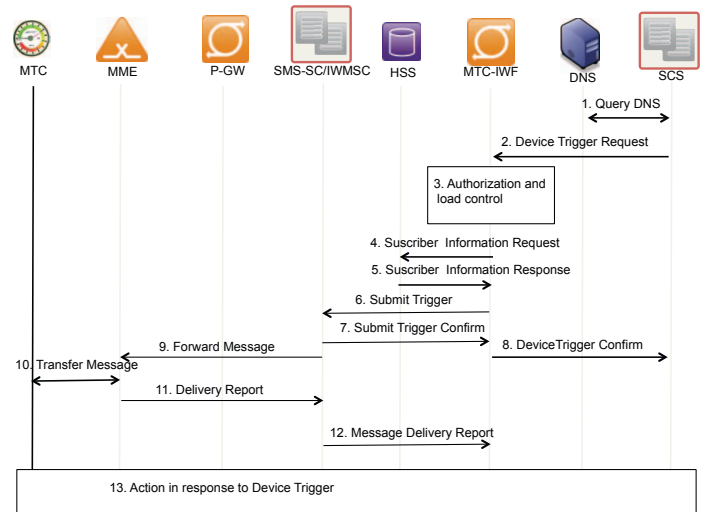 MTC
MME
P-GW
SMS-SC/IWMSC
HSS
MTC-IWF
DNS
SCS
1. Query DNS
2. Device Trigger Request
3. Authorization and
load control
4. Suscriber Information Request
5. Suscriber Information Response
6. Submit Trigger
7. Submit Trigger Confirm
8. DeviceTrigger Confirm
9. Forward Message
10. Transfer Message
11. Delivery Report
12. Message Delivery Report
13. Action in response to Device Trigger